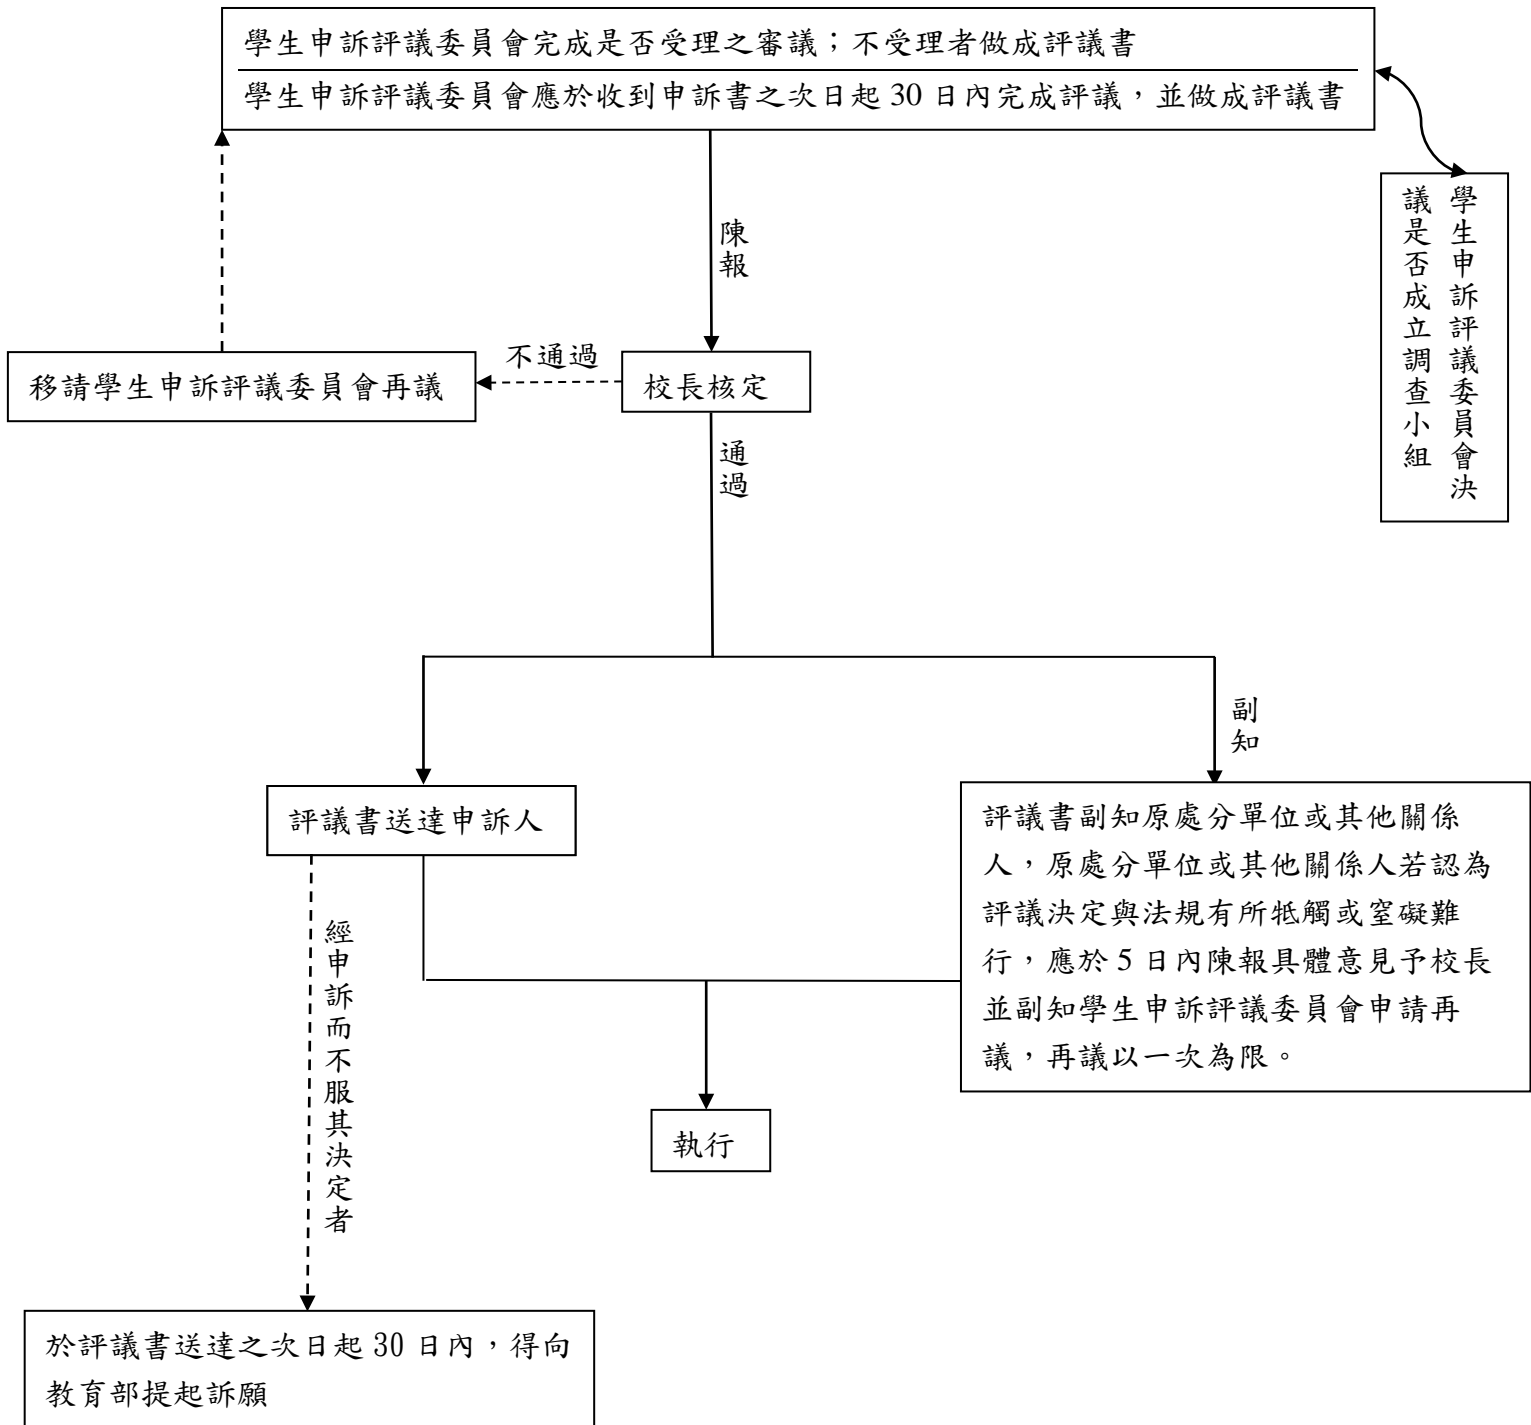 學生申訴評議委員會完成是否受理之審議；不受理者做成評議書
學生申訴評議委員會應於收到申訴書之次日起 30 日內完成評議，並做成評議書
學生申訴評議委員會決
議是否成立調查小組
陳報
不通過
移請學生申訴評議委員會再議
校長核定
通過
副知
評議書送達申訴人
評議書副知原處分單位或其他關係
人，原處分單位或其他關係人若認為
評議決定與法規有所牴觸或窒礙難
行，應於 5 日內陳報具體意見予校長
並副知學生申訴評議委員會申請再
議，再議以一次為限。
經申訴而不服其決定者
執行
於評議書送達之次日起 30 日內，得向
教育部提起訴願